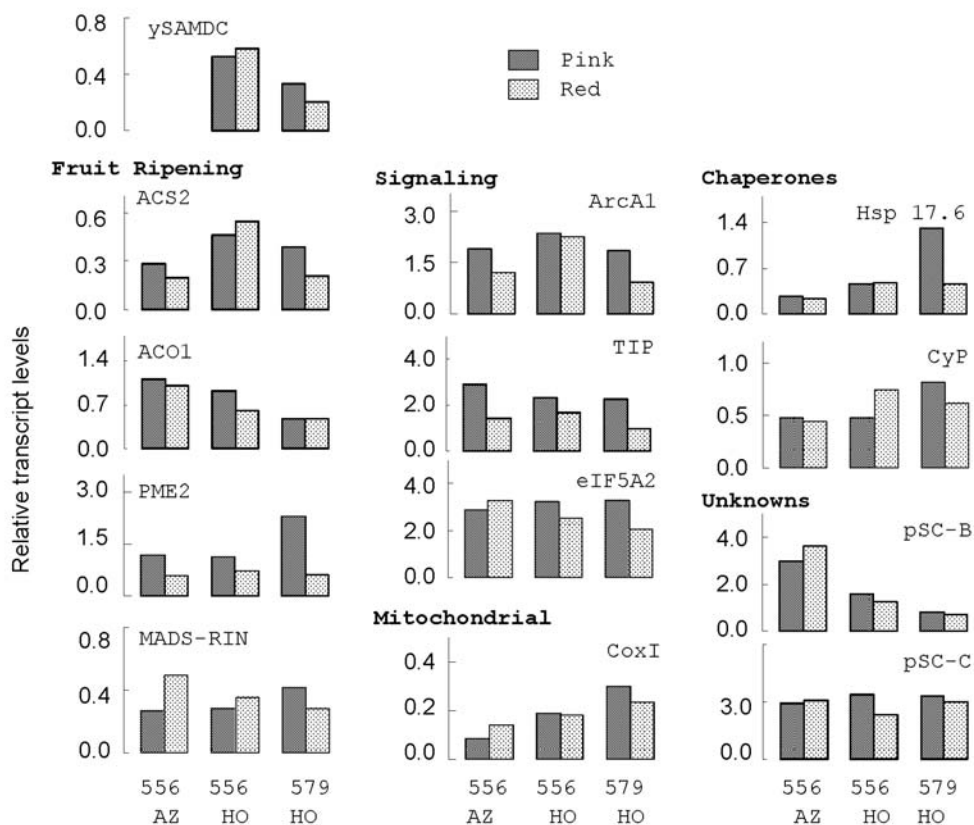 0.8
ySAMDC
0.4
0.0
Pink
Red
Fruit Ripening
ACS2
0.6
0.3
0.0
ACO1
1.4
0.7
0.0
PME2
3.0
1.5
0.0
MADS-RIN
0.8
0.4
0.0
556 556 579
AZ HO HO
Relative transcript levels
Signaling
ArcA1
3.0
1.5
0.0
TIP
4.0
2.0
0.0
eIF5A2
4.0
2.0
0.0
Mitochondrial
CoxI
0.4
0.2
0.0
556 556 579
AZ HO HO
Chaperones
Hsp 17.6
1.4
0.7
0.0
CyP
1.0
0.5
0.0
Unknowns
pSC-B
4.0
2.0
0.0
pSC-C
3.0
0.0
556 556 579
AZ HO HO